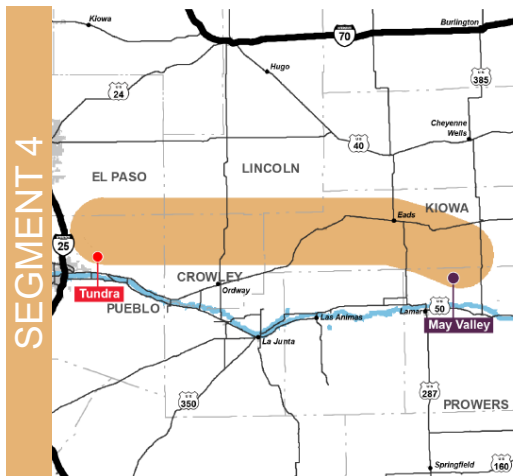 SEGMENT 4
Kiowa
70
Burlington
385
24
Hugo
Cheyenne
Wells
40
LINCOLN
EL PASO
KIOWA
Eads
25
CROWLEY
Ordway
Tundra
PUEBLO
Las Animas
Lamar
50
May Valley
La Junta
350
287
PROWERS
Springfield
160